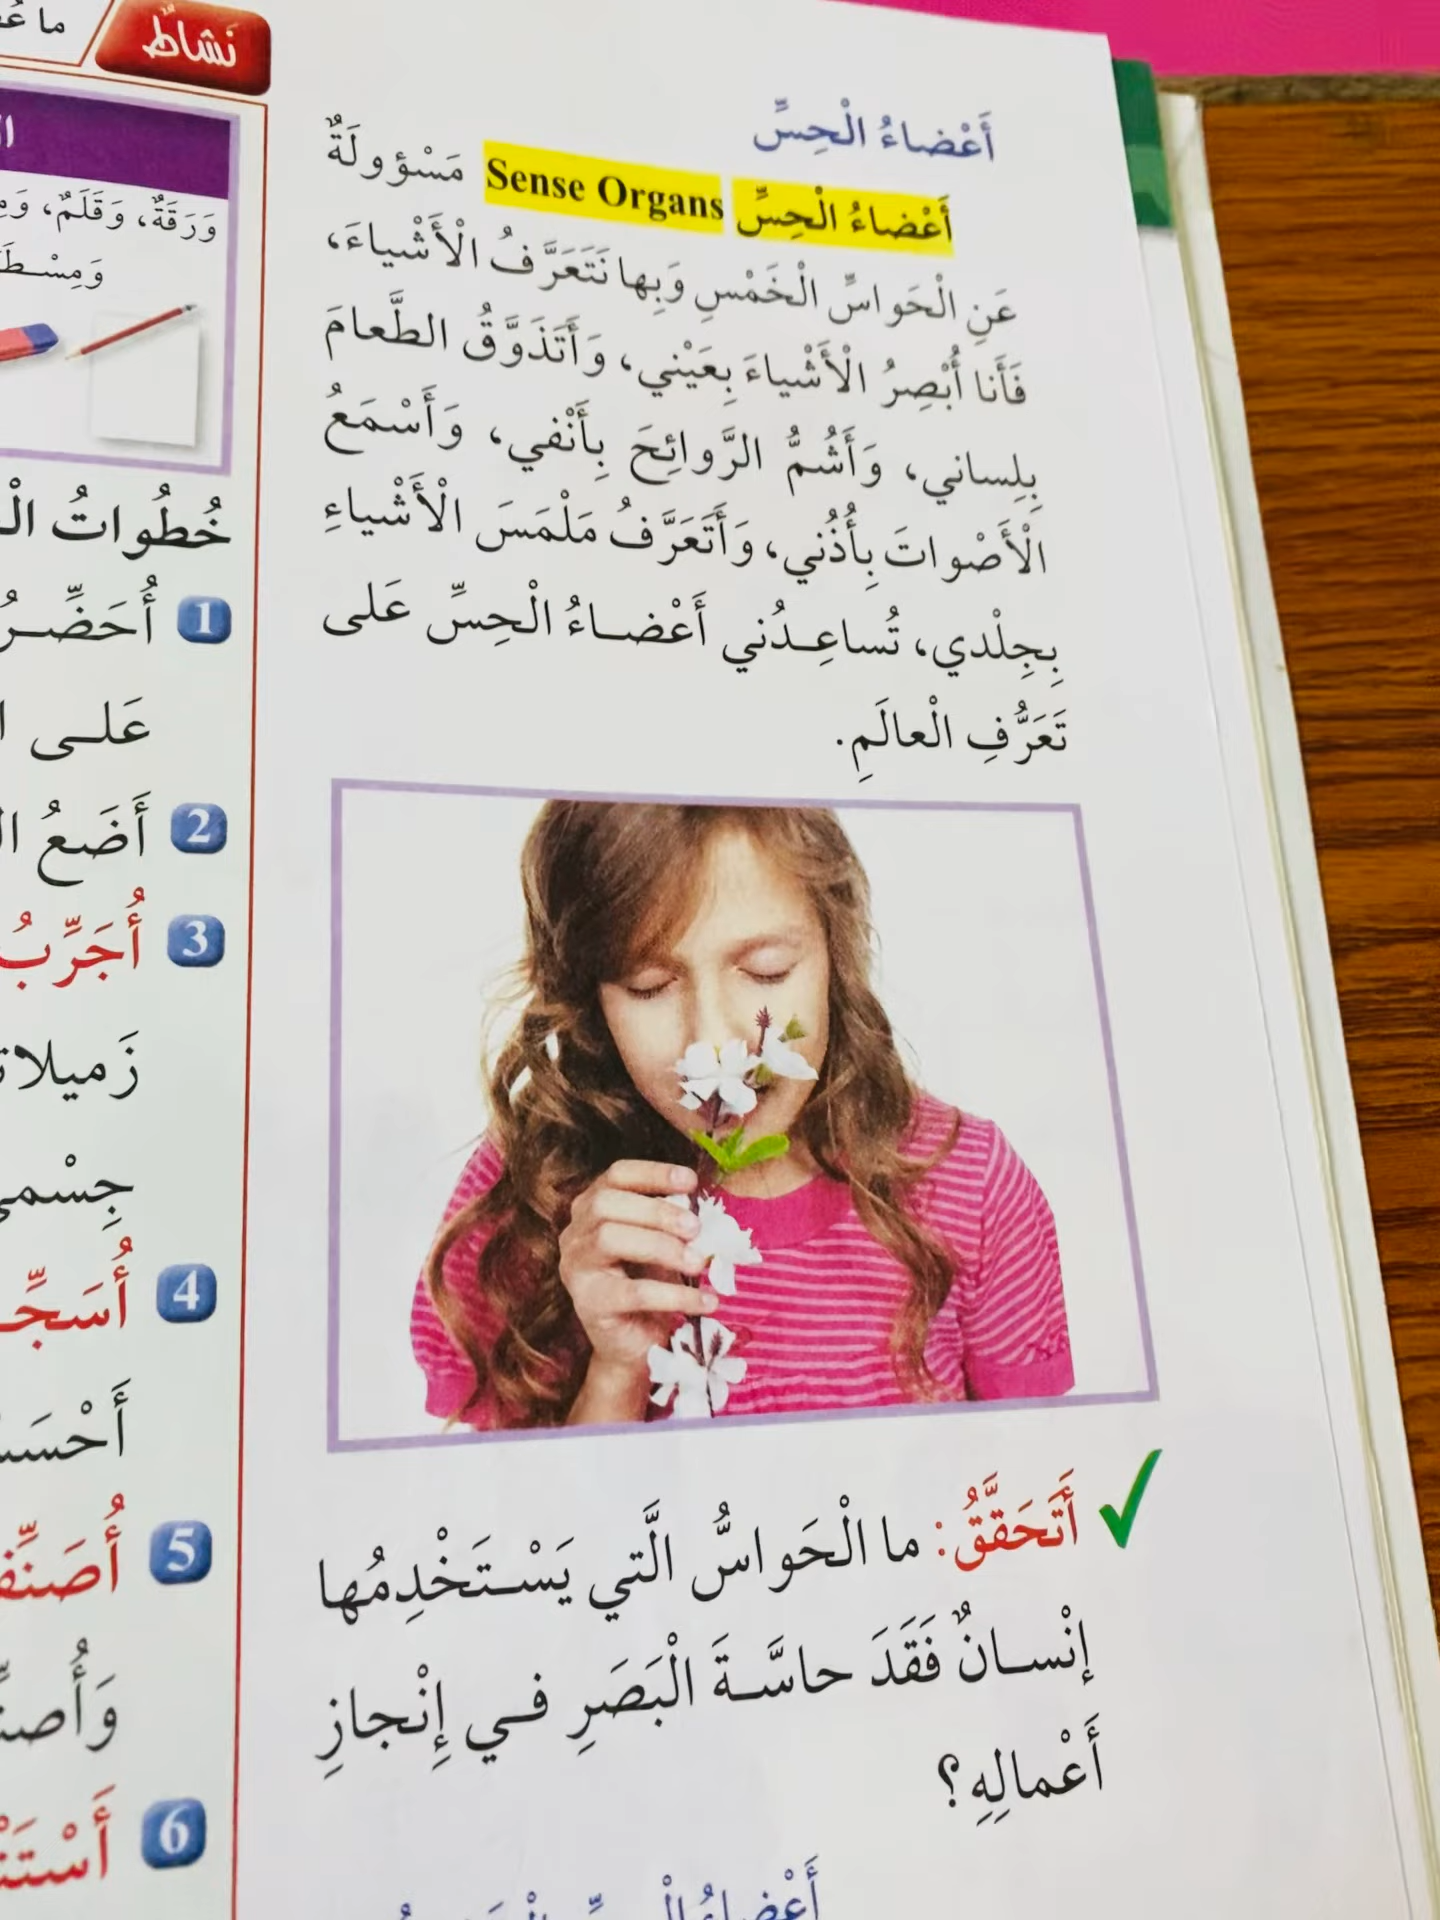 أَعْضاءُ الْحِسِّ
أَعْضاءُ الْحِسِّ Sense Organs مَسْؤولَةٌ
عَنِ الْحَواسِّ الْخَمْسِ وَبِها نَتَعَرَّفُ الْأَشْياءَ،
فَأَنا أُبْصِرُ الْأَشْياءَ بِعَيْني، وَأَتَذَوَّقُ الطَّعامَ
بِلِساني، وَأَشُمُّ الرَّوائِحَ بِأَنْفي، وَأَسْمَعُ
الْأَصْواتَ بِأُذُني، وَأَتَعَرَّفُ مَلْمَسَ الْأَشْياءِ
بِجِلْدي، تُساعِدُني أَعْضاءُ الْحِسِّ عَلى
تَعَرُّفِ الْعالَمِ.
أَتَحَقَّقُ: ما الْحَواسُّ الَّتي يَسْتَخْدِمُها
إِنْسانٌ فَقَدَ حاسَّةَ الْبَصَرِ في إِنْجازِ
أَعْمالِهِ؟
أَعْضاءُ
نَشاطٌ
ما
وَرَقَةٌ، وَقَلَمٌ،
خُطُواتُ
1 أُحَضِّرُ
عَلى
2 أَضَعُ
3 أُجَرِّبُ
4
5
6